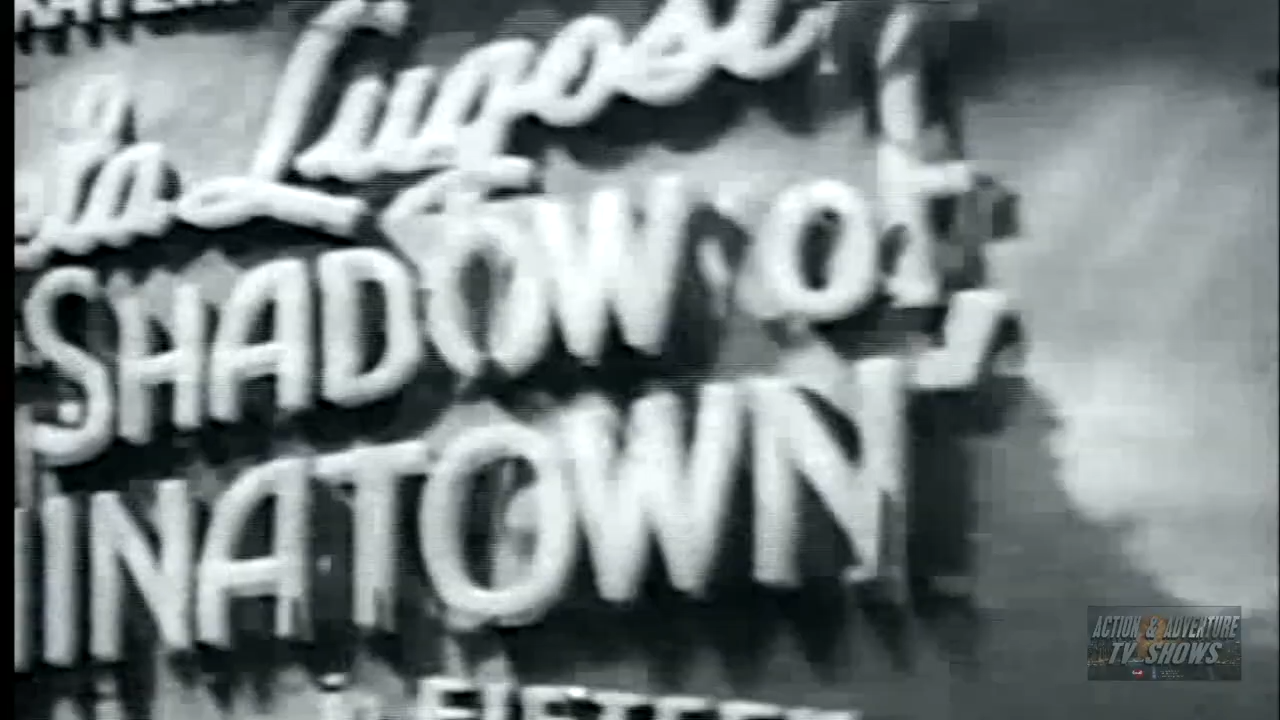 Lugosi
SHADOW OF
INATOWN
ACTION & ADVENTURE
TV SHOWS